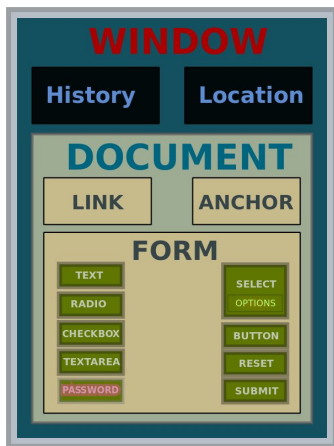 WINDOW
History
Location
DOCUMENT
LINK
ANCHOR
FORM
TEXT
RADIO
CHECKBOX
TEXTAREA
PASSWORD
SELECT
OPTIONS
BUTTON
RESET
SUBMIT